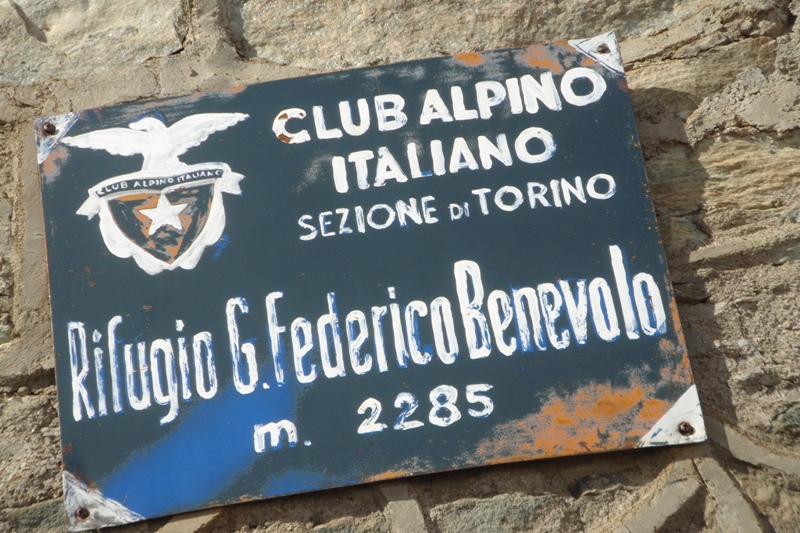 CLUB ALPINO
ITALIANO
SEZIONE DI TORINO
CLUB ALPINO ITALIANO
Rifugio G. Federico Benevolo
m. 2285